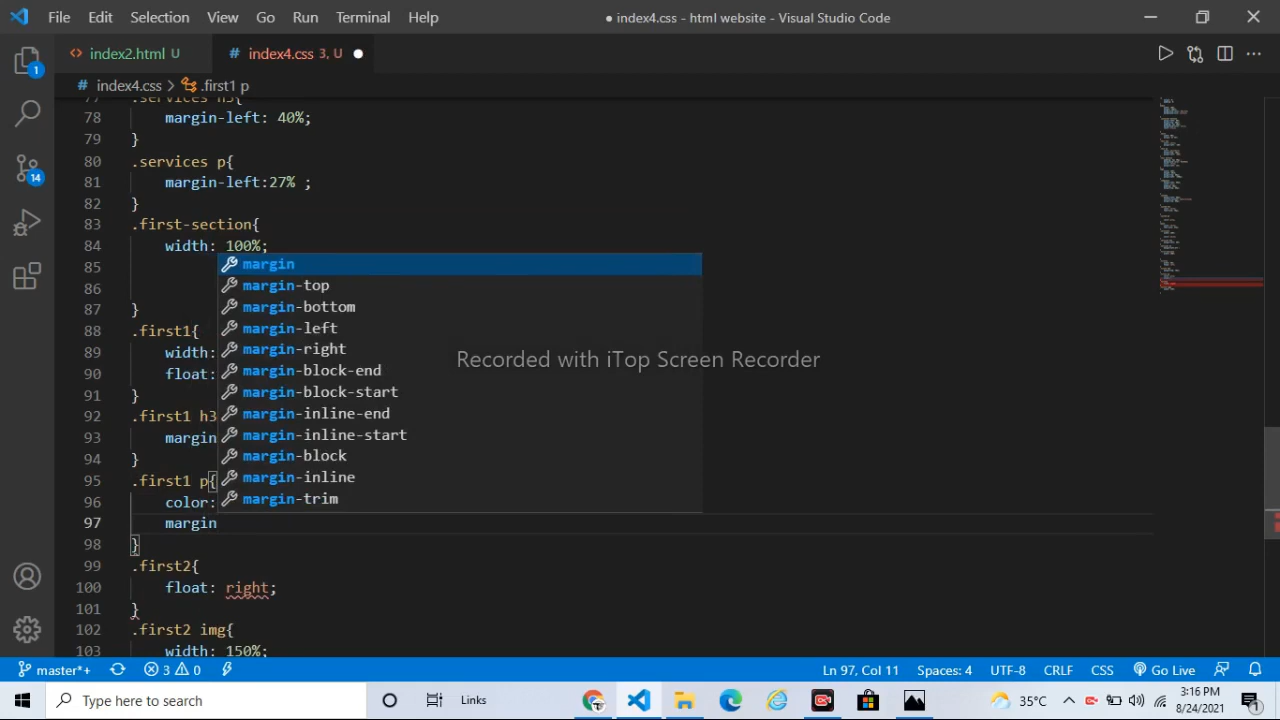 File Edit Selection View Go Run Terminal Help
● index4.css - html website - Visual Studio Code
<> index2.html U
# index4.css 3, U ●
# index4.css > .first1 p
77 .services h3{
78 margin-left: 40%;
79 }
80 .services p{
81 margin-left:27% ;
82 }
83 .first-section{
84 width: 100%;
85
86
87 }
88 .first1{
89 width:
90 float:
91 }
92 .first1 h3
93 margin
94 }
95 .first1 p{
96 color:
97 margin
98 }
99 .first2{
100 float: right;
101 }
102 .first2 img{
103 width: 150%;
margin
margin-top
margin-bottom
margin-left
margin-right
margin-block-end
margin-block-start
margin-inline-end
margin-inline-start
margin-block
margin-inline
margin-trim
Recorded with iTop Screen Recorder
1
14
master*+ 3 0
Ln 97, Col 11 Spaces: 4 UTF-8 CRLF CSS Go Live
Type here to search
Links
35°C
3:16 PM
8/24/2021
1